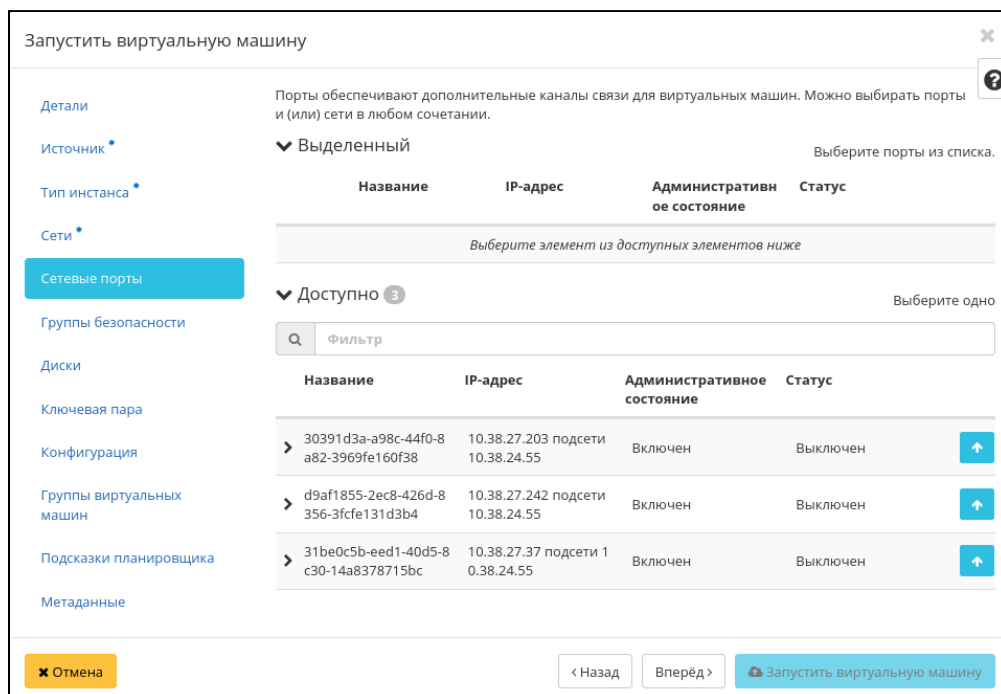 Запустить виртуальную машину
Детали
Источник *
Тип инстанса *
Сети *
Сетевые порты
Группы безопасности
Диски
Ключевая пара
Конфигурация
Группы виртуальных
машин
Подсказки планировщика
Метаданные
Порты обеспечивают дополнительные каналы связи для виртуальных машин. Можно выбирать порты
и (или) сети в любом сочетании.
Выделенный
Выберите порты из списка.
Название IP-адрес Административн Статус
ое состояние
Выберите элемент из доступных элементов ниже
Доступно 3
Выберите одно
Фильтр
Название IP-адрес Административное Статус
состояние
30391d3a-a98c-44f0-8 10.38.27.203 подсети Включен Выключен
a82-3969fe160f38 10.38.24.55
d9af1855-2ec8-426d-8 10.38.27.242 подсети Включен Выключен
356-3fcfe131d3b4 10.38.24.55
31be0c5b-eed1-40d5-8 10.38.27.37 подсети 1 Включен Выключен
c30-14a8378715bc 0.38.24.55
Отмена
< Назад
Вперёд >
Запустить виртуальную машину